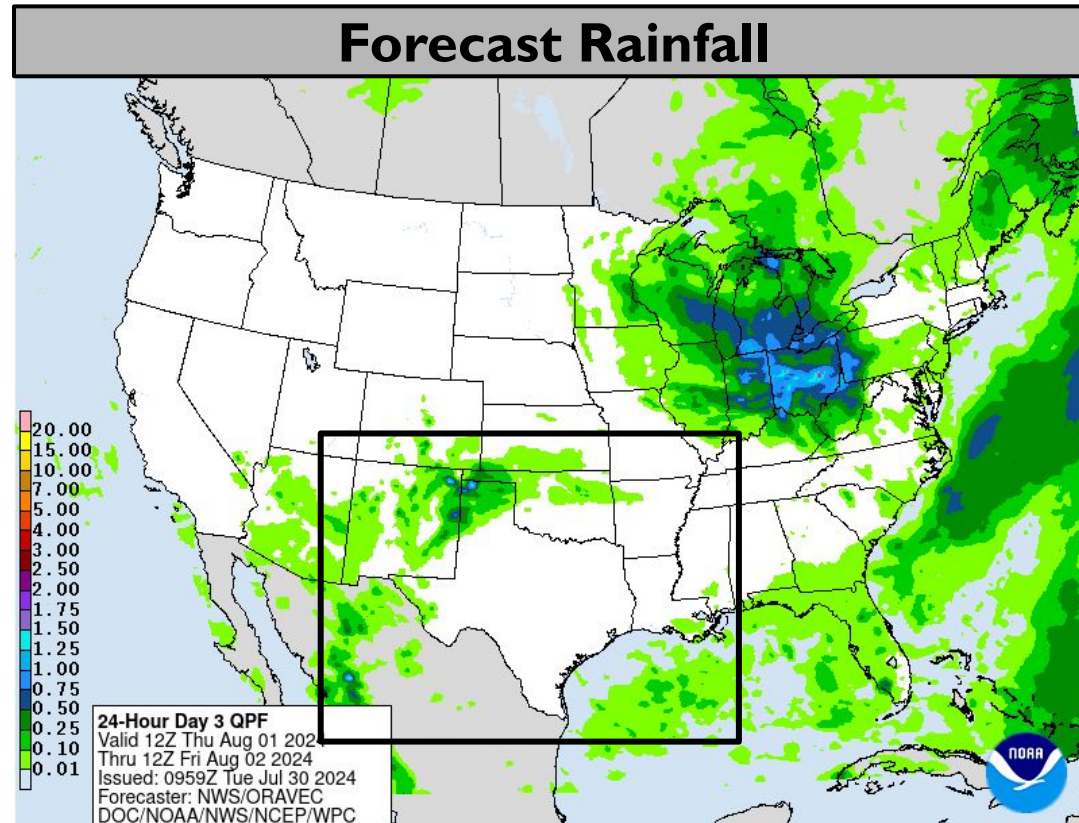 Forecast Rainfall
20.00
15.00
10.00
7.00
5.00
4.00
3.00
2.50
2.00
1.75
1.50
1.25
1.00
0.75
0.50
0.25
0.10
0.01
24-Hour Day 3 QPF
Valid 12Z Thu Aug 01 2024
Thru 12Z Fri Aug 02 2024
Issued: 0959Z Tue Jul 30 2024
Forecaster: NWS/ORAVEC
DOC/NOAA/NWS/NCEP/WPC
NOAA